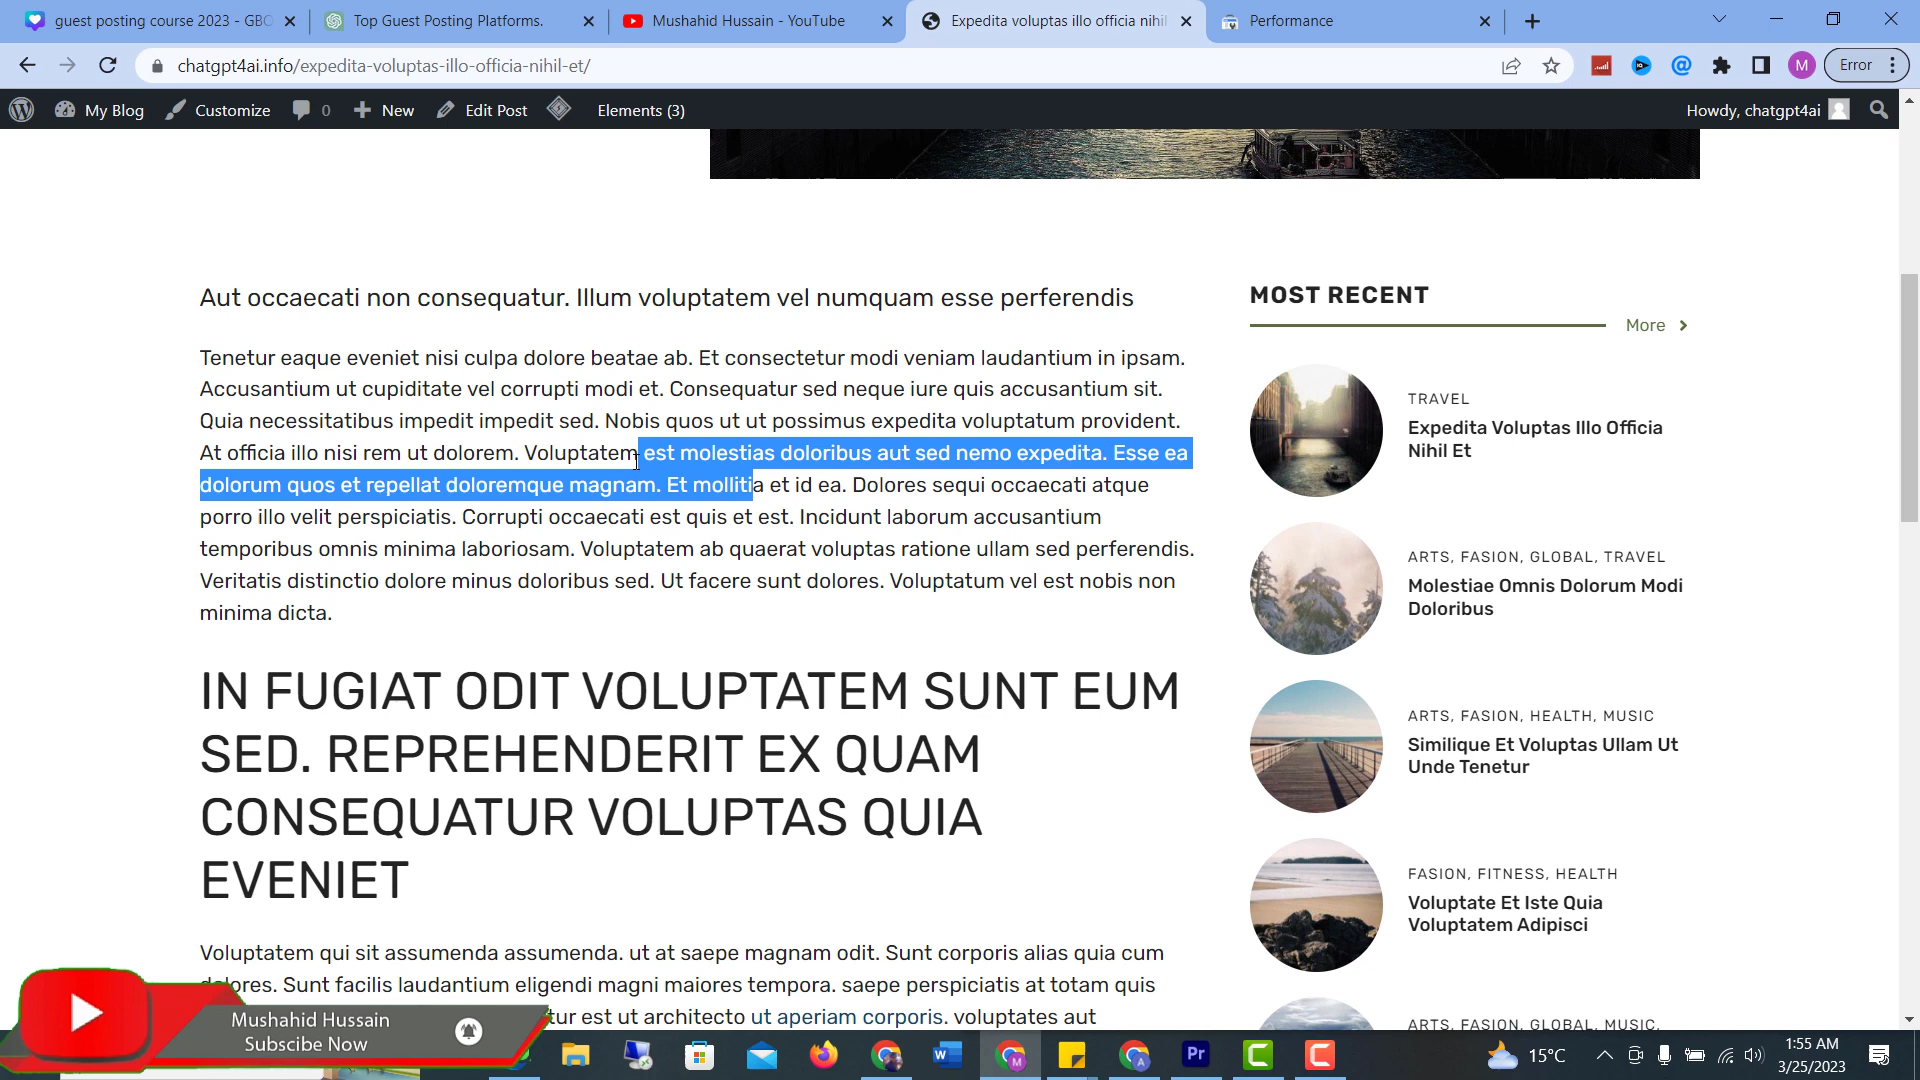 guest posting course 2023 - GBO
Top Guest Posting Platforms.
Mushahid Hussain - YouTube
Expedita voluptas illo officia nihil
Performance
chatgpt4ai.info/expedita-voluptas-illo-officia-nihil-et/
M
Error
My Blog
Customize
0
New
Edit Post
Elements (3)
Howdy, chatgpt4ai
Aut occaecati non consequatur. Illum voluptatem vel numquam esse perferendis
Tenetur eaque eveniet nisi culpa dolore beatae ab. Et consectetur modi veniam laudantium in ipsam.
Accusantium ut cupiditate vel corrupti modi et. Consequatur sed neque iure quis accusantium sit.
Quia necessitatibus impedit impedit sed. Nobis quos ut ut possimus expedita voluptatum provident.
At officia illo nisi rem ut dolorem. Voluptatem est molestias doloribus aut sed nemo expedita. Esse ea
dolorum quos et repellat doloremque magnam. Et mollitia et id ea. Dolores sequi occaecati atque
porro illo velit perspiciatis. Corrupti occaecati est quis et est. Incidunt laborum accusantium
temporibus omnis minima laboriosam. Voluptatem ab quaerat voluptas ratione ullam sed perferendis.
Veritatis distinctio dolore minus doloribus sed. Ut facere sunt dolores. Voluptatum vel est nobis non
minima dicta.
IN FUGIAT ODIT VOLUPTATEM SUNT EUM
SED. REPREHENDERIT EX QUAM
CONSEQUATUR VOLUPTAS QUIA
EVENIET
Voluptatem qui sit assumenda assumenda. ut at saepe magnam odit. Sunt corporis alias quia cum
dolores. Sunt facilis laudantium eligendi magni maiores tempora. saepe perspiciatis at totam quis
tur est ut architecto ut aperiam corporis. voluptates aut
MOST RECENT
More
TRAVEL
Expedita Voluptas Illo Officia
Nihil Et
ARTS, FASION, GLOBAL, TRAVEL
Molestiae Omnis Dolorum Modi
Doloribus
ARTS, FASION, HEALTH, MUSIC
Similique Et Voluptas Ullam Ut
Unde Tenetur
FASION, FITNESS, HEALTH
Voluptate Et Iste Quia
Voluptatem Adipisci
ARTS, FASION, GLOBAL, MUSIC,
Mushahid Hussain
Subscibe Now
15°C
1:55 AM
3/25/2023